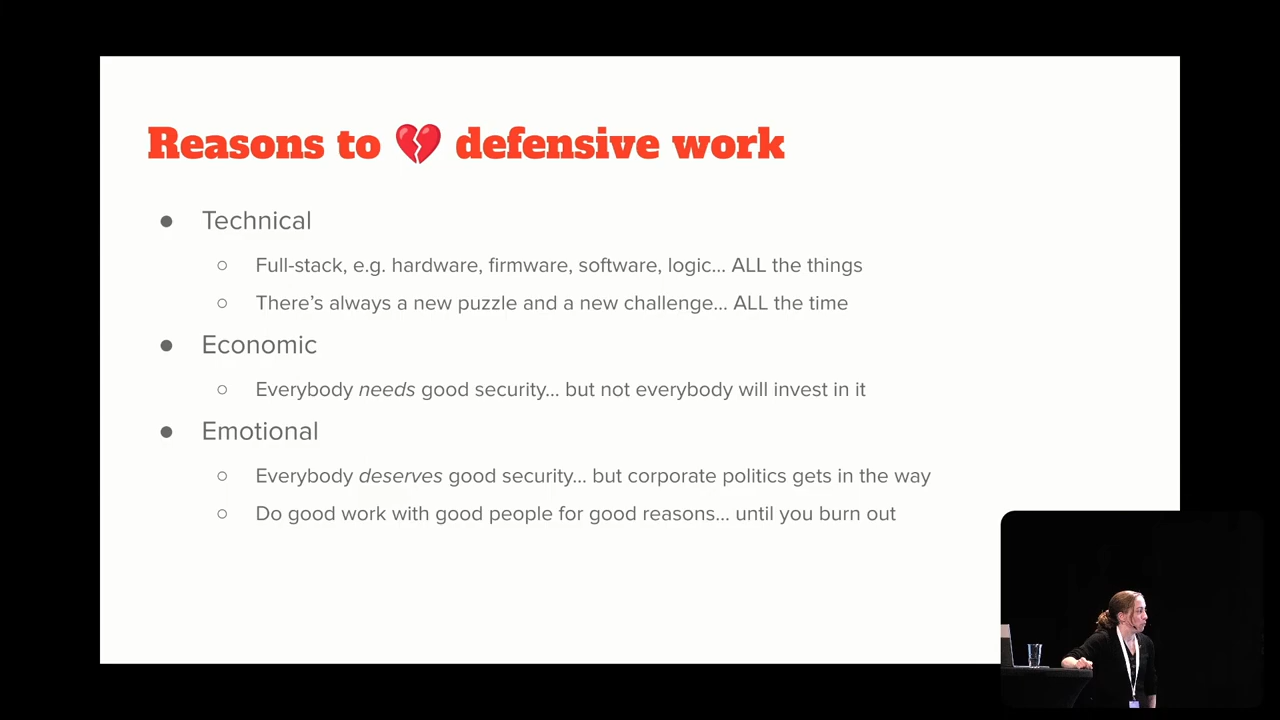 Reasons to 💔 defensive work
● Technical
○ Full-stack, e.g. hardware, firmware, software, logic... ALL the things
○ There’s always a new puzzle and a new challenge... ALL the time
● Economic
○ Everybody needs good security... but not everybody will invest in it
● Emotional
○ Everybody deserves good security... but corporate politics gets in the way
○ Do good work with good people for good reasons... until you burn out